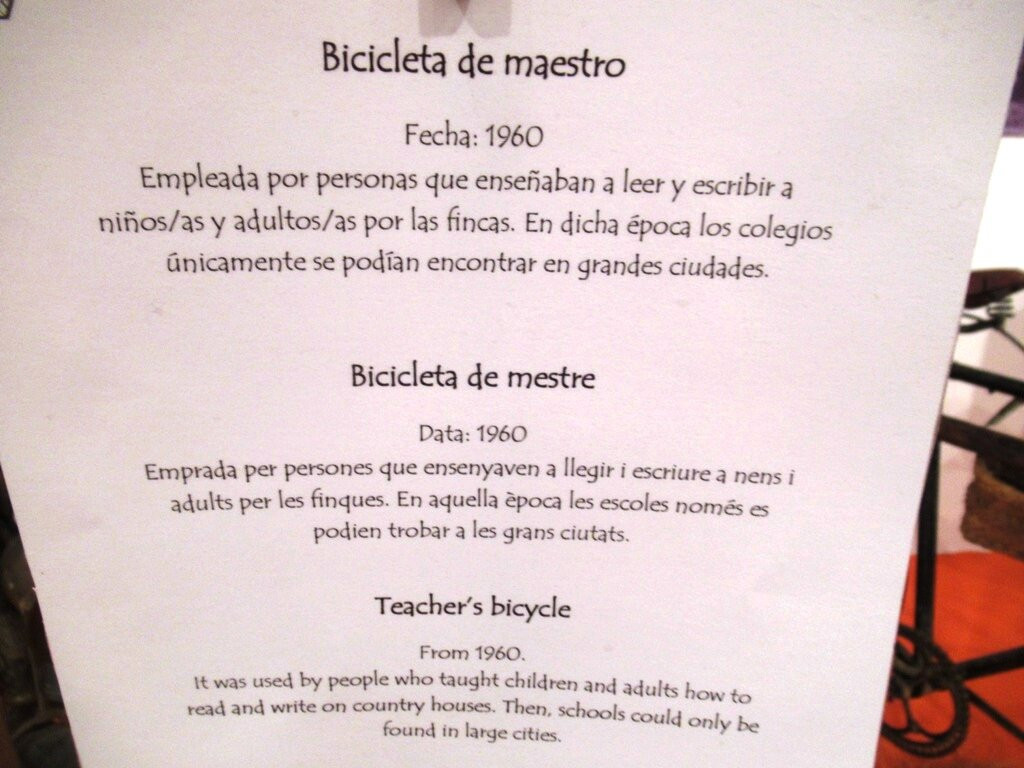 Bicicleta de maestro
Fecha: 1960
Empleada por personas que enseñaban a leer y escribir a
niños/as y adultos/as por las fincas. En dicha época los colegios
únicamente se podían encontrar en grandes ciudades.
Bicicleta de mestre
Data: 1960
Emprada per persones que ensenyaven a llegir i escriure a nens i
adults per les finques. En aquella època les escoles només es
podien trobar a les grans ciutats.
Teacher's bicycle
From 1960.
It was used by people who taught children and adults how to
read and write on country houses. Then, schools could only be
found in large cities.